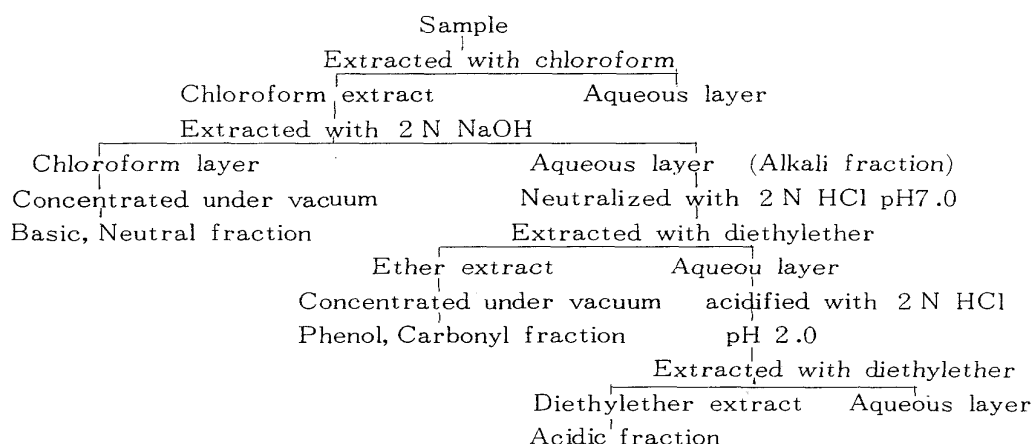 Sample
Extracted with chloroform
Chloroform extract Aqueous layer
Extracted with 2 N NaOH
Chloroform layer Aqueous layer (Alkali fraction)
Concentrated under vacuum Neutralized with 2 N HCl pH7.0
Basic, Neutral fraction Extracted with diethylether
Ether extract Aqueou layer
Concentrated under vacuum acidified with 2 N HCl
Phenol, Carbonyl fraction pH 2.0
Extracted with diethylether
Diethylether extract Aqueous layer
Acidic fraction